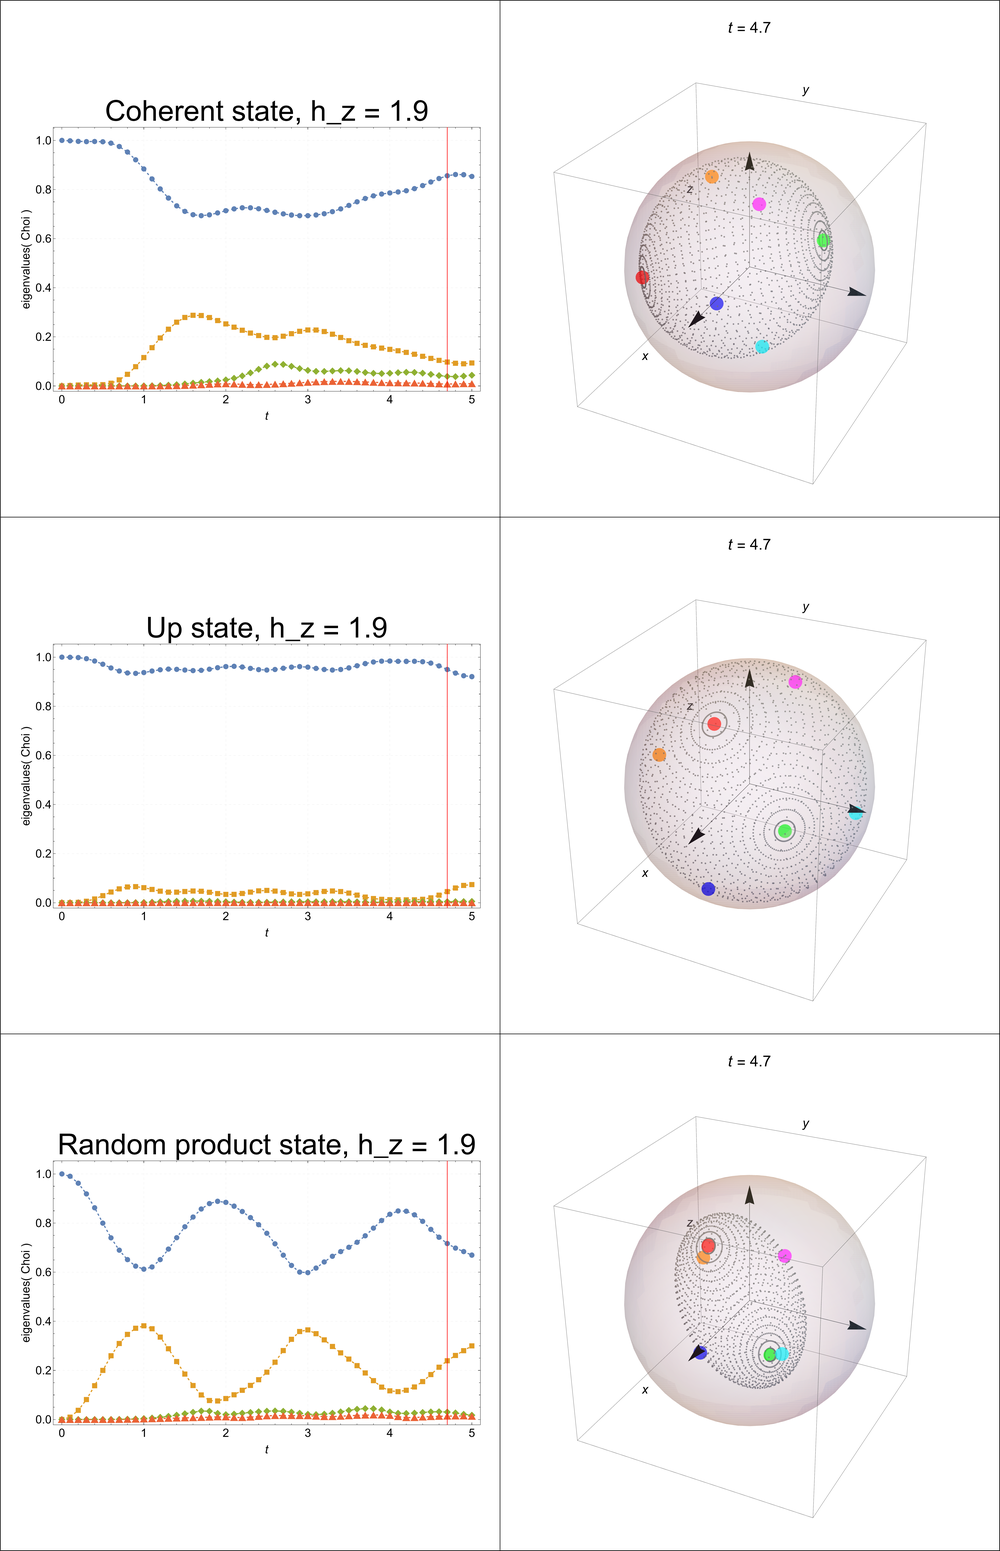 Coherent state, h_z = 1.9
eigenvalues( Choi )
1.0
0.8
0.6
0.4
0.2
0.0
0 1 2 3 4 5
t
t = 4.7
y
z
x
Up state, h_z = 1.9
eigenvalues( Choi )
1.0
0.8
0.6
0.4
0.2
0.0
0 1 2 3 4 5
t
t = 4.7
y
z
x
Random product state, h_z = 1.9
eigenvalues( Choi )
1.0
0.8
0.6
0.4
0.2
0.0
0 1 2 3 4 5
t
t = 4.7
y
z
x